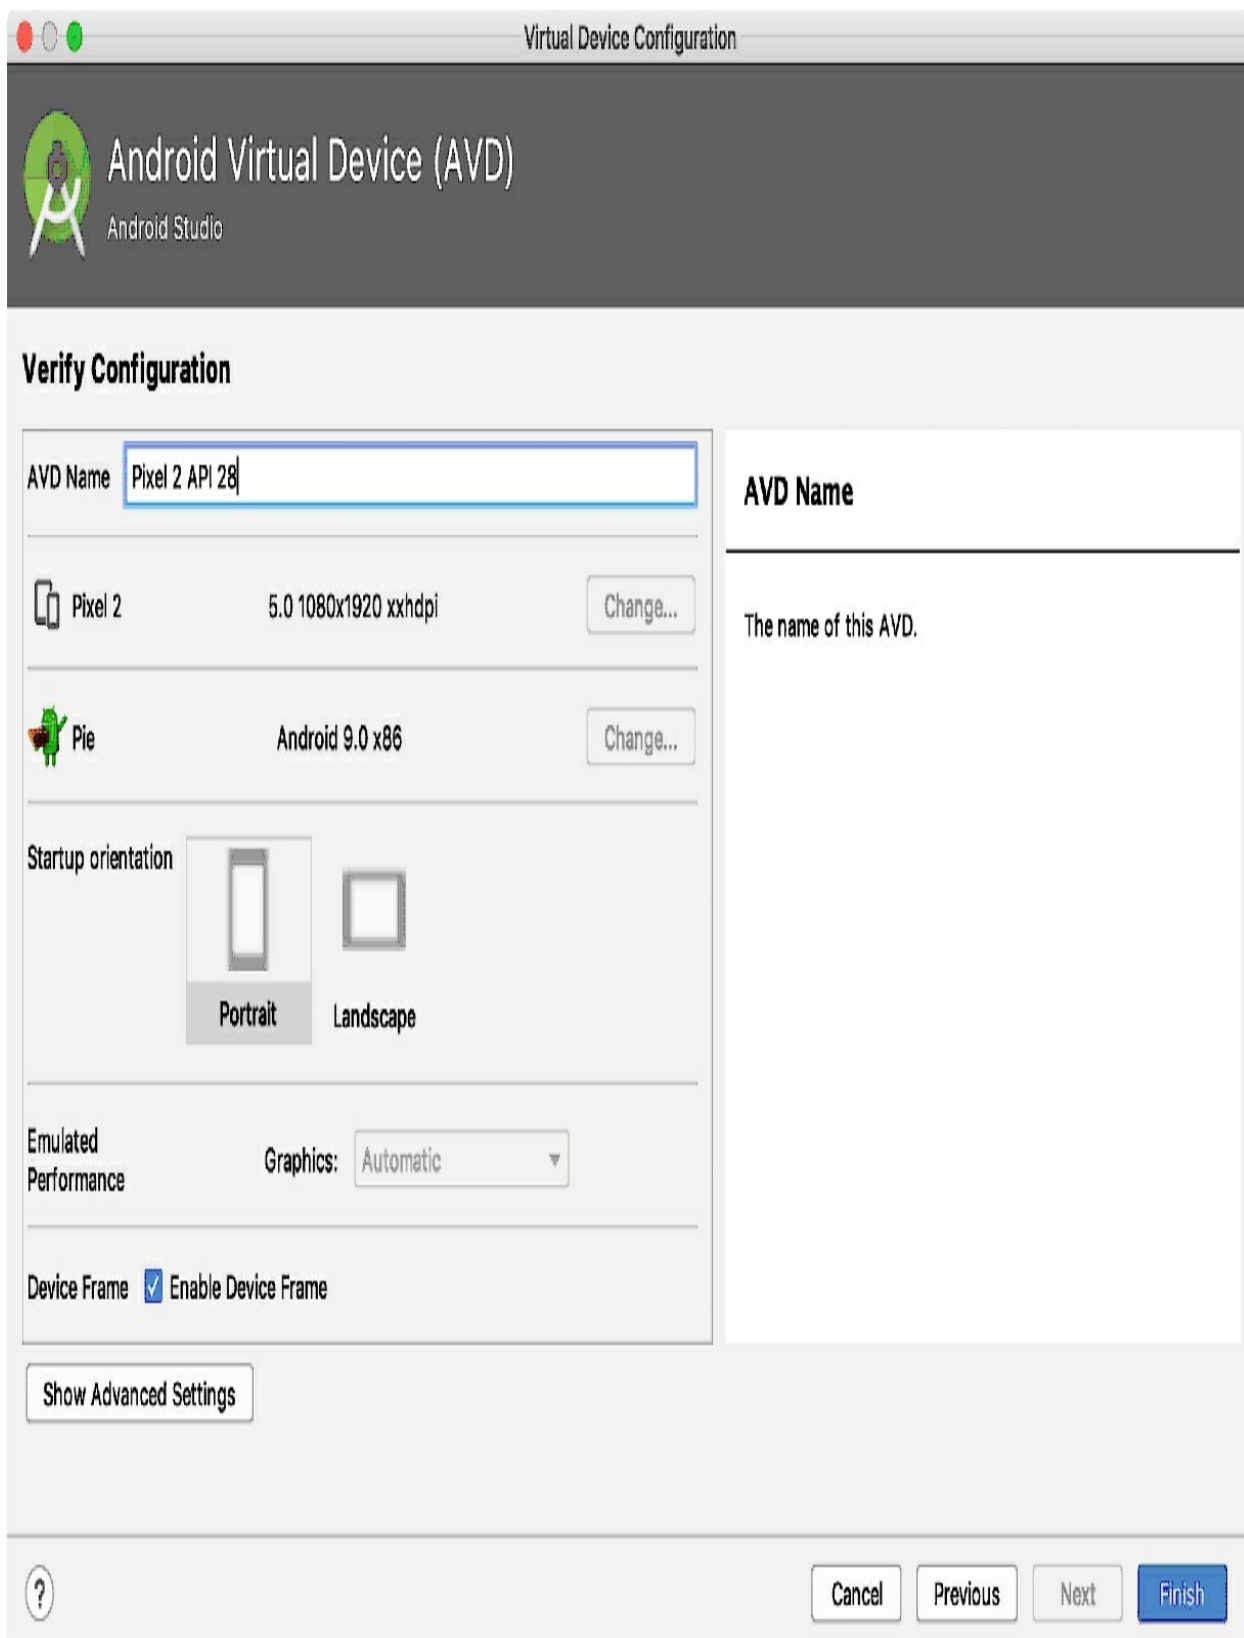 Virtual Device Configuration
Android Virtual Device (AVD)
Android Studio
Verify Configuration
AVD Name Pixel 2 API 28
Pixel 2 5.0 1080x1920 xxhdpi Change...
Pie Android 9.0 x86 Change...
Startup orientation
Portrait Landscape
Emulated
Performance
Graphics: Automatic
Device Frame Enable Device Frame
AVD Name
The name of this AVD.
Show Advanced Settings
? Cancel Previous Next Finish